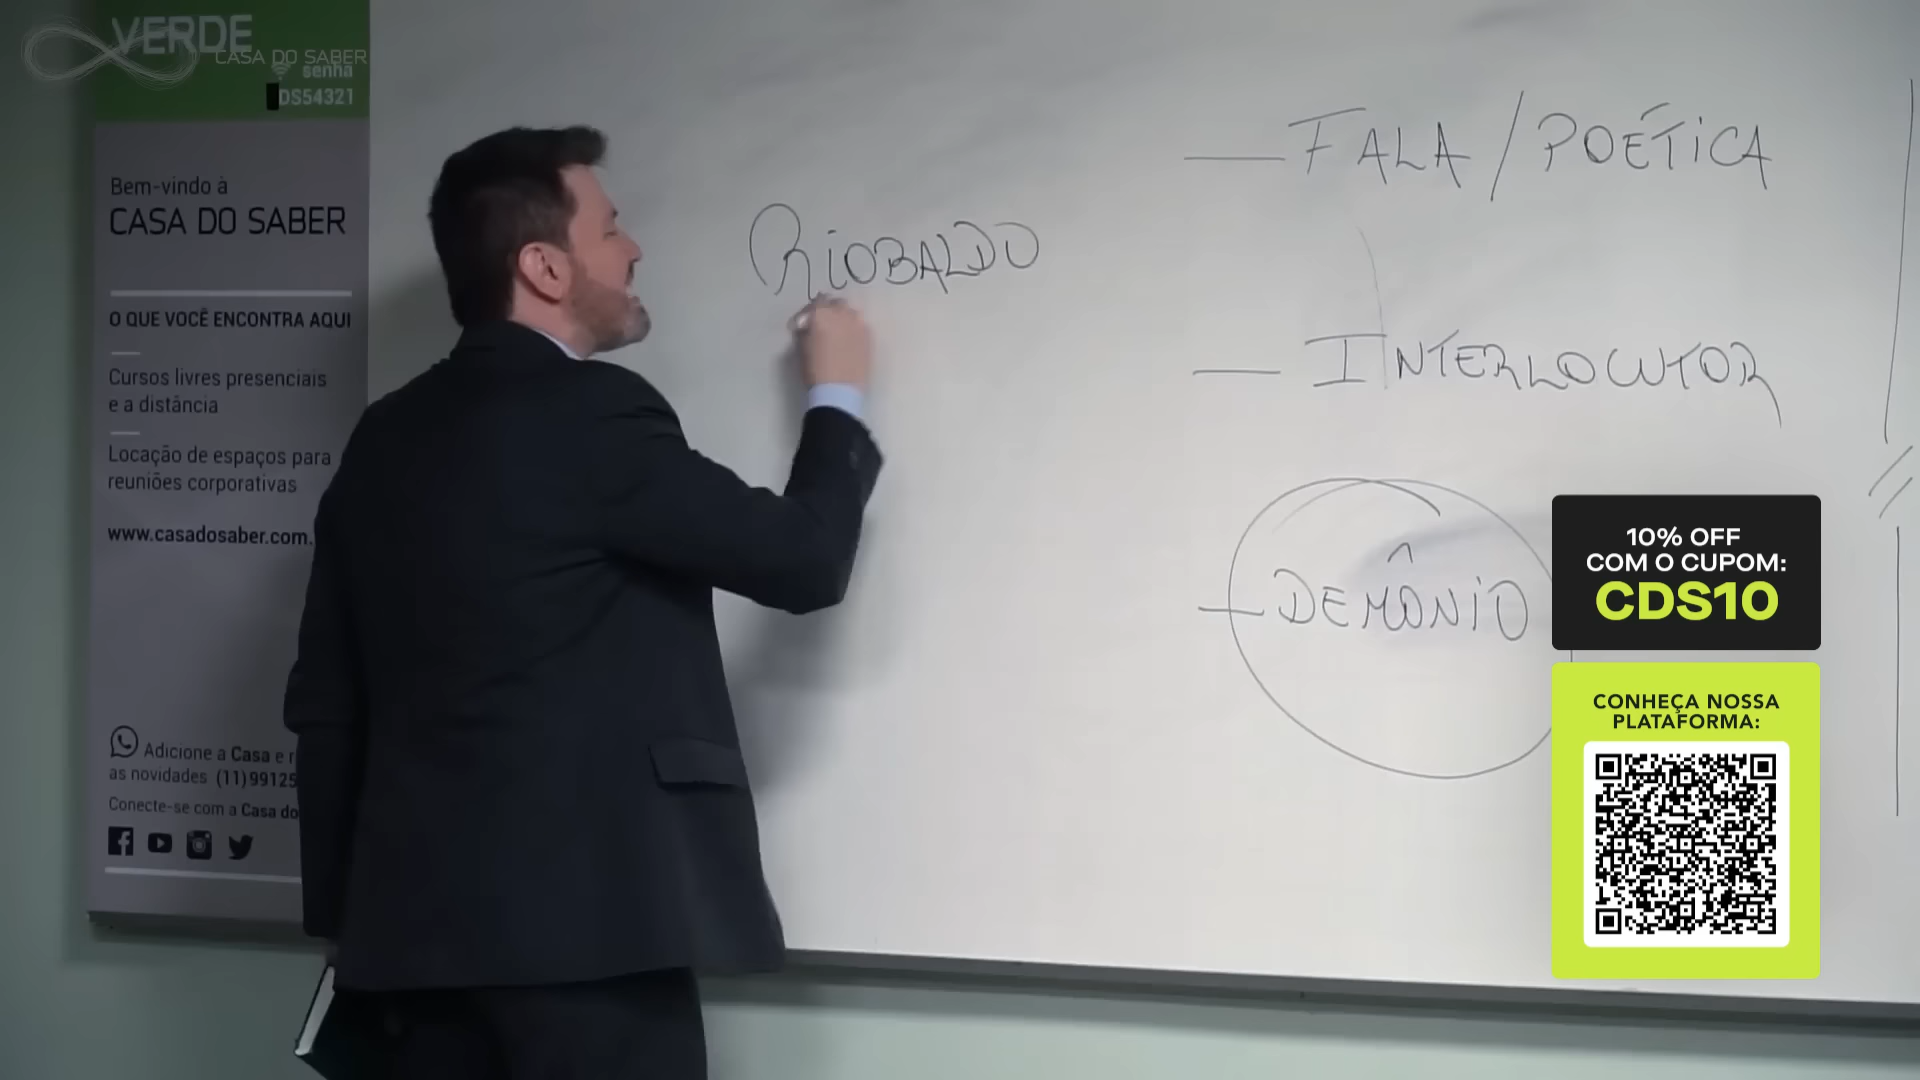 VERDE
CASA DO SABER
senha
DS54321
Bem-vindo à
CASA DO SABER
O QUE VOCÊ ENCONTRA AQUI
Cursos livres presenciais
e a distância
Locação de espaços para
reuniões corporativas
www.casadosaber.com.
Adicione a Casa e r
as novidades (11)99125
Conecte-se com a Casa do
RIOBALDO
— FALA / POÉTICA
— INTERLOCUTOR
— DEMÔNIO
10% OFF
COM O CUPOM:
CDS10
CONHEÇA NOSSA
PLATAFORMA: